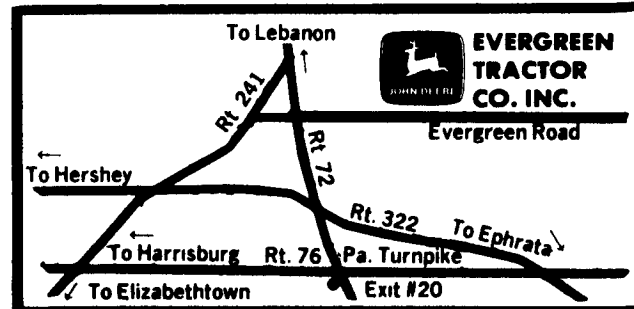 To Lebanon
JOHN DEERE
EVERGREEN
TRACTOR
CO. INC.
Rt 241
Evergreen Road
Rt 72
To Hershey
Rt. 322
To Ephrata
To Harrisburg
Rt. 76
Pa. Turnpike
To Elizabethtown
Exit #20